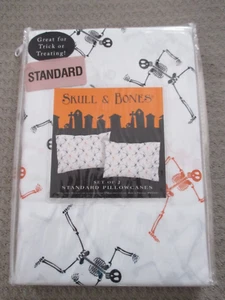 Great for
Trick or
Treating!
STANDARD
SKULL & BONES
SET OF 2
STANDARD PILLOWCASES